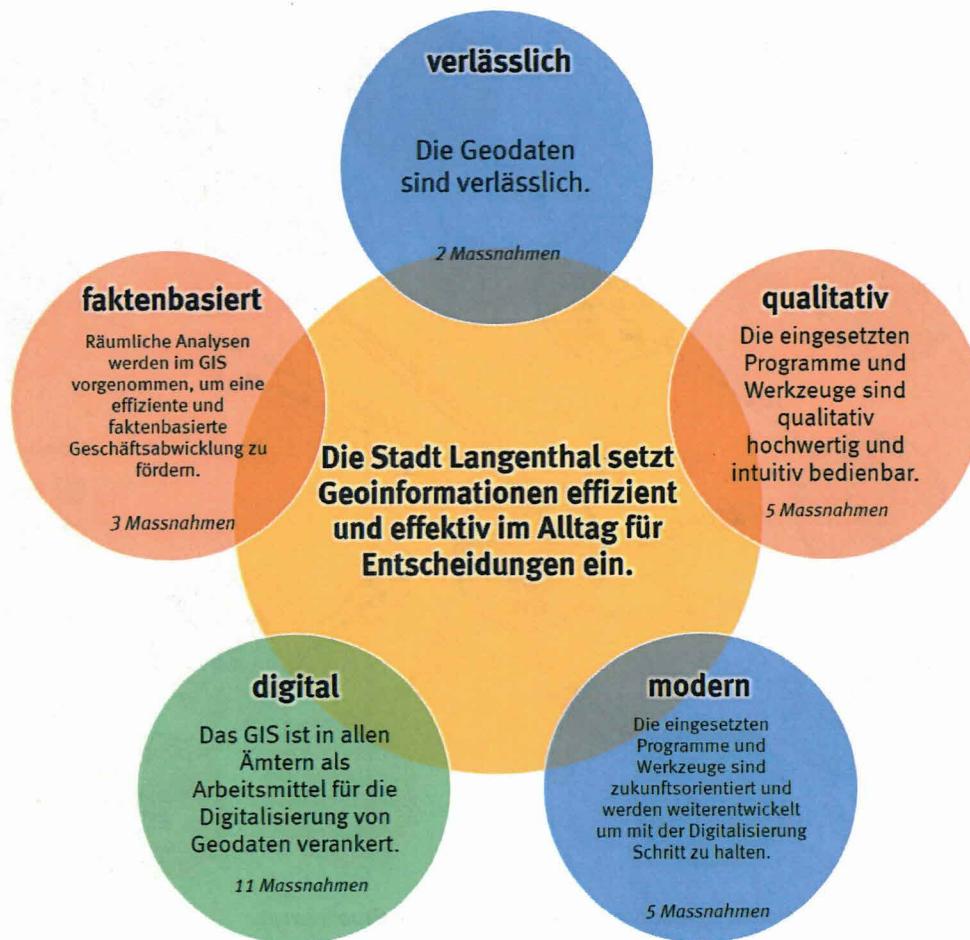 verlässlich
Die Geodaten
sind verlässlich.
2 Massnahmen
faktenbasiert
Räumliche Analysen
werden im GIS
vorgenommen, um eine
effiziente und
faktenbasierte
Geschäftsabwicklung zu
fördern.
3 Massnahmen
qualitativ
Die eingesetzten
Programme und
Werkzeuge sind
qualitativ
hochwertig und
intuitiv bedienbar.
5 Massnahmen
Die Stadt Langenthal setzt
Geoinformationen effizient
und effektiv im Alltag für
Entscheidungen ein.
digital
Das GIS ist in allen
Ämtern als
Arbeitsmittel für die
Digitalisierung von
Geodaten verankert.
11 Massnahmen
modern
Die eingesetzten
Programme und
Werkzeuge sind
zukunftsorientiert und
werden weiterentwickelt
um mit der Digitalisierung
Schritt zu halten.
5 Massnahmen